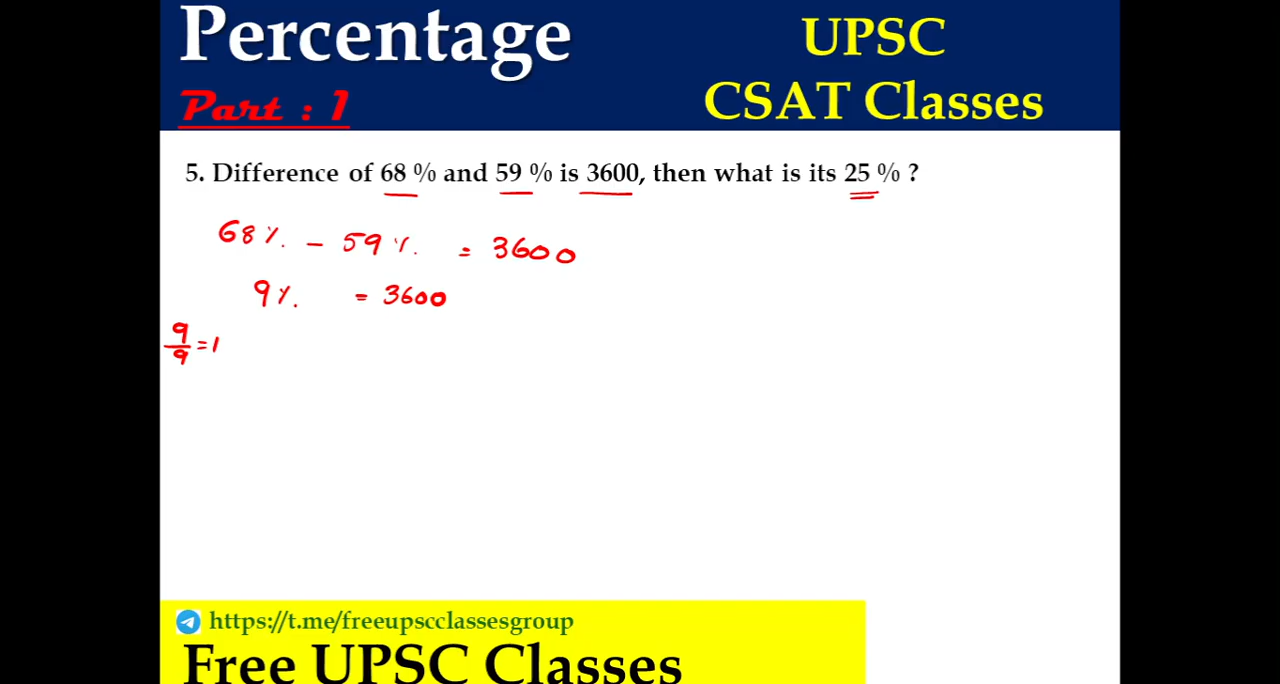 Percentage
Part : 1
UPSC
CSAT Classes
5. Difference of 68 % and 59 % is 3600, then what is its 25 % ?
68% - 59% = 3600
9% = 3600
9/9 = 1
https://t.me/freeupscclassesgroup
Free UPSC Classes